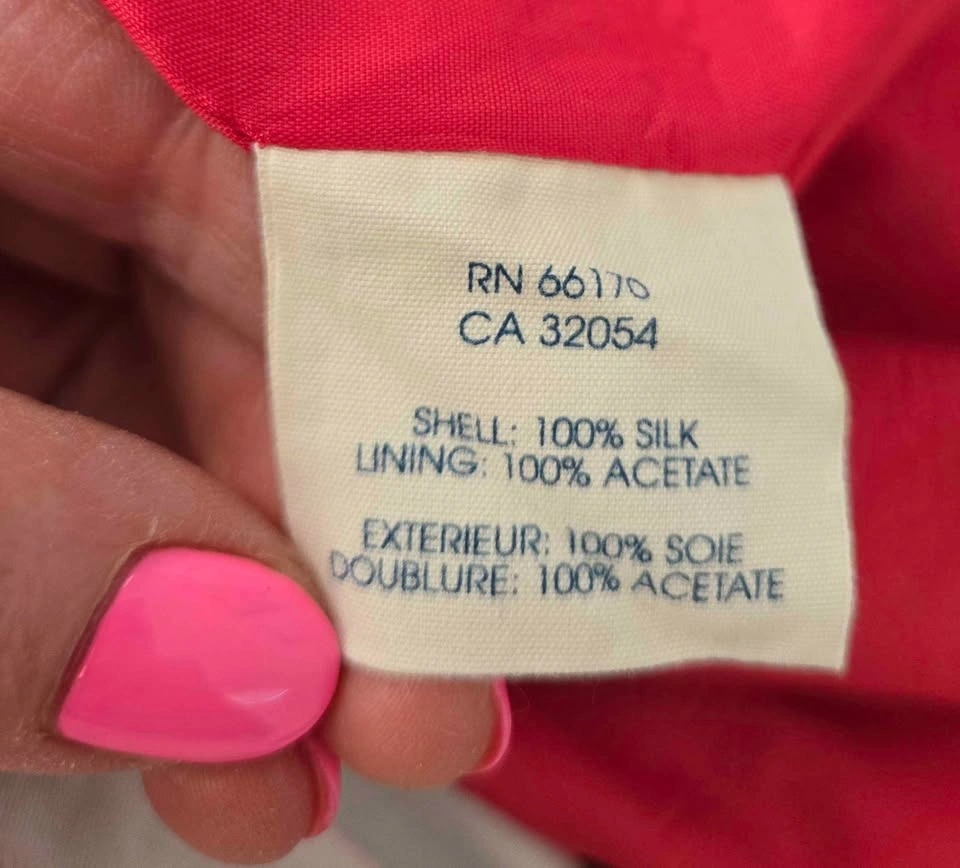 RN 66170
CA 32054
SHELL: 100% SILK
LINING: 100% ACETATE
EXTERIEUR: 100% SOIE
DOUBLURE: 100% ACETATE